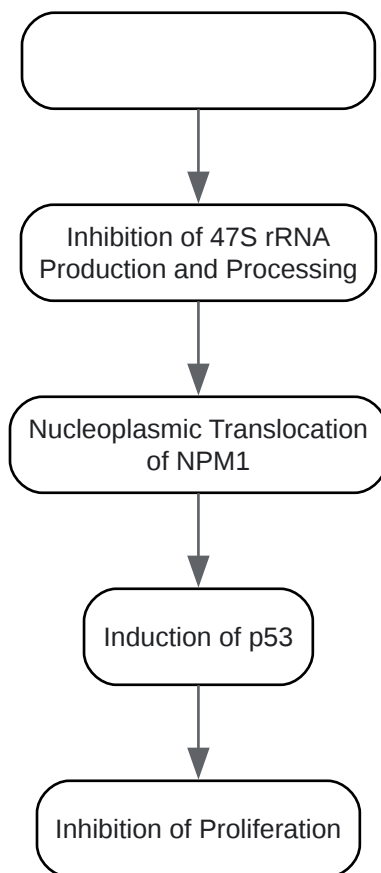 Inhibition of 47S rRNA
Production and Processing
Nucleoplasmic Translocation
of NPM1
Induction of p53
Inhibition of Proliferation